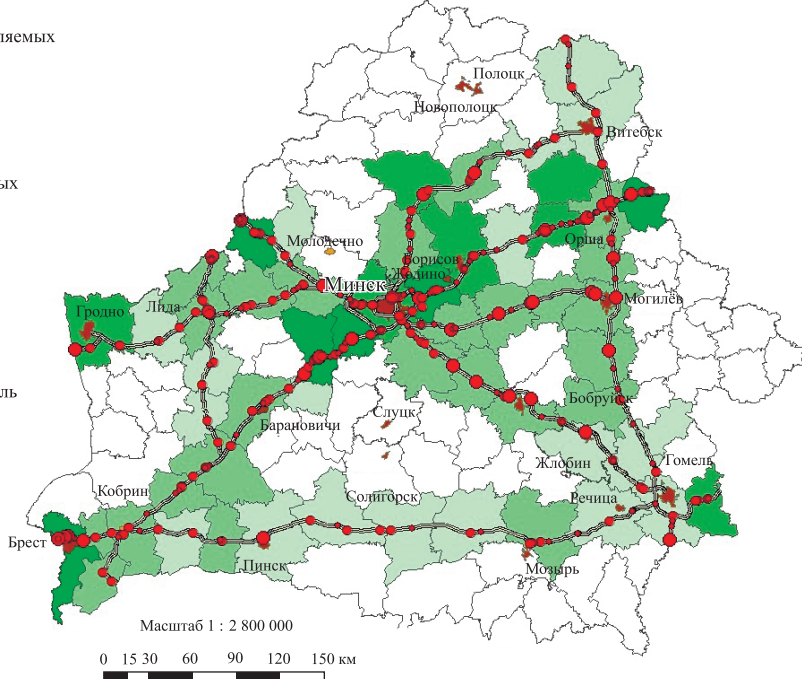 ляемых
Полоцк
Новополоцк
Витебск
ых
Молодечно
Орша
Борисов
Жодино
Минск
Могилёв
Гродно
Лида
ль
Бобруйск
Слуцк
Барановичи
Жлобин
Гомель
Кобрин
Солигорск
Речица
Брест
Пинск
Мозырь
Масштаб 1 : 2 800 000
0 15 30 60 90 120 150 км